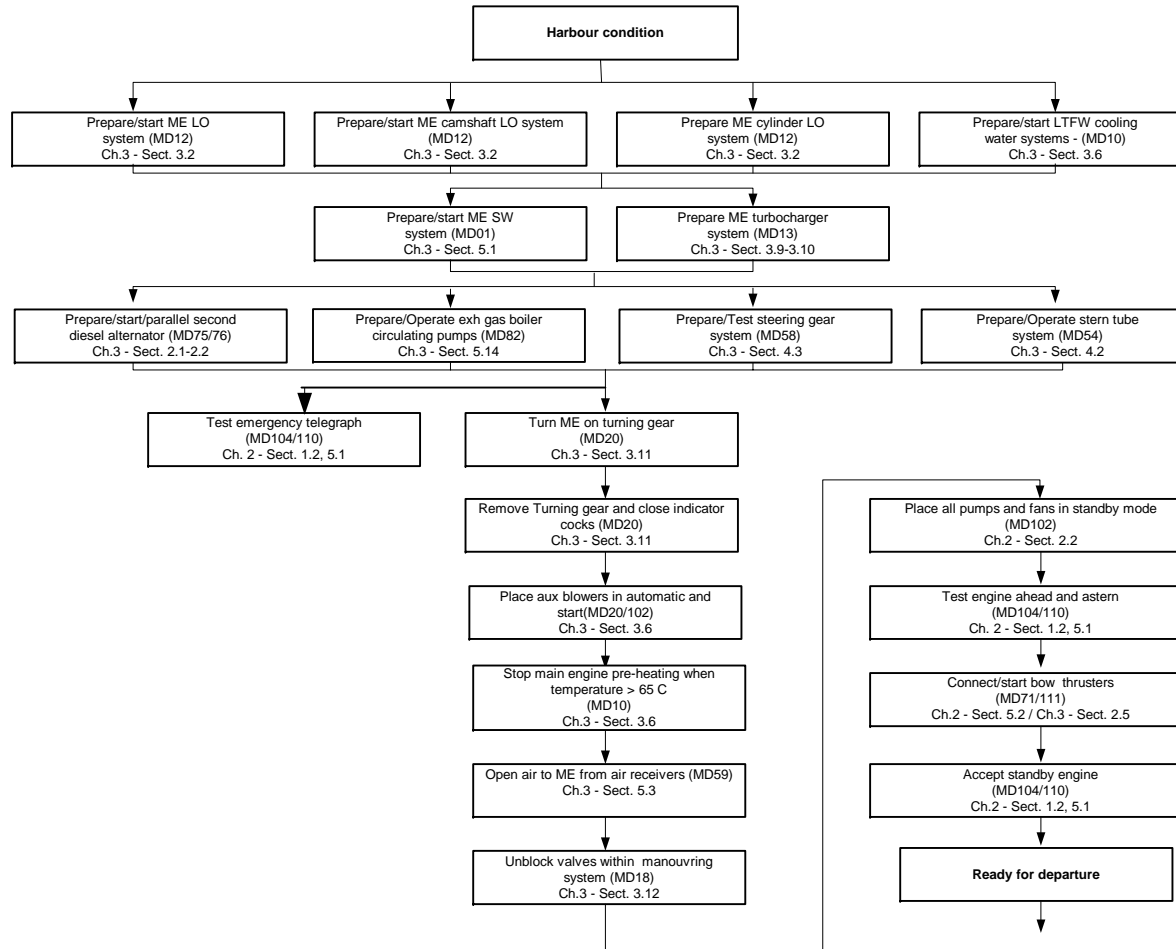 Harbour condition
Prepare/start ME LO
system (MD12)
Ch.3 - Sect. 3.2
Prepare/start ME camshaft LO system
(MD12)
Ch.3 - Sect. 3.2
Prepare ME cylinder LO
system (MD12)
Ch.3 - Sect. 3.2
Prepare/start LTFW cooling
water systems - (MD10)
Ch.3 - Sect. 3.6
Prepare/start ME SW
system (MD01)
Ch.3 - Sect. 5.1
Prepare ME turbocharger
system (MD13)
Ch.3 - Sect. 3.9-3.10
Prepare/start/parallel second
diesel alternator (MD75/76)
Ch.3 - Sect. 2.1-2.2
Prepare/Operate exh gas boiler
circulating pumps (MD82)
Ch.3 - Sect. 5.14
Prepare/Test steering gear
system (MD58)
Ch.3 - Sect. 4.3
Prepare/Operate stern tube
system (MD54)
Ch.3 - Sect. 4.2
Test emergency telegraph
(MD104/110)
Ch. 2 - Sect. 1.2, 5.1
Turn ME on turning gear
(MD20)
Ch.3 - Sect. 3.11
Remove Turning gear and close indicator
cocks (MD20)
Ch.3 - Sect. 3.11
Place aux blowers in automatic and
start(MD20/102)
Ch.3 - Sect. 3.6
Stop main engine pre-heating when
temperature > 65 C
(MD10)
Ch.3 - Sect. 3.6
Open air to ME from air receivers (MD59)
Ch.3 - Sect. 5.3
Unblock valves within manouvring
system (MD18)
Ch.3 - Sect. 3.12
Place all pumps and fans in standby mode
(MD102)
Ch.2 - Sect. 2.2
Test engine ahead and astern
(MD104/110)
Ch. 2 - Sect. 1.2, 5.1
Connect/start bow thrusters
(MD71/111)
Ch.2 - Sect. 5.2 / Ch.3 - Sect. 2.5
Accept standby engine
(MD104/110)
Ch.2 - Sect. 1.2, 5.1
Ready for departure